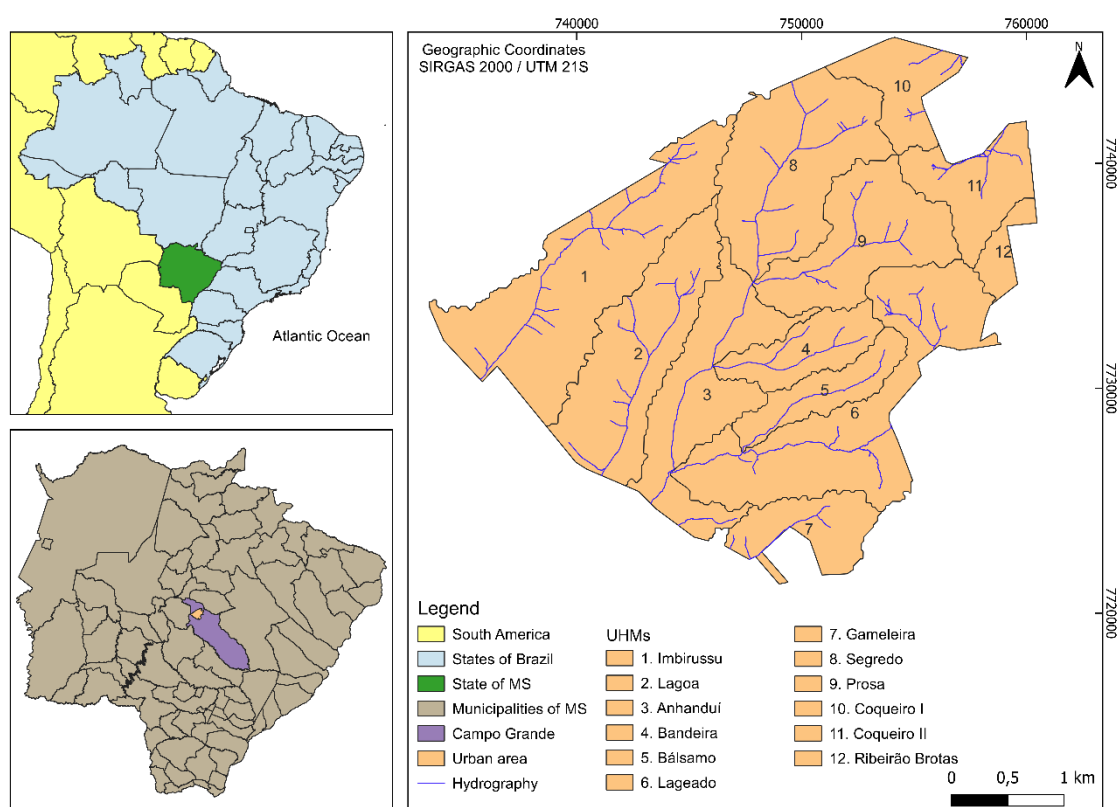 Atlantic Ocean
740000
750000
760000
Geographic Coordinates
SIRGAS 2000 / UTM 21S
N
10
8
7740000
11
9
12
1
4
2
7730000
3
5
6
7
7720000
Legend
South America
States of Brazil
State of MS
Municipalities of MS
Campo Grande
Urban area
Hydrography
UHMs
1. Imbirussu
2. Lagoa
3. Anhanduí
4. Bandeira
5. Bálsamo
6. Lageado
7. Gameleira
8. Segredo
9. Prosa
10. Coqueiro I
11. Coqueiro II
12. Ribeirão Brotas
0 0,5 1 km